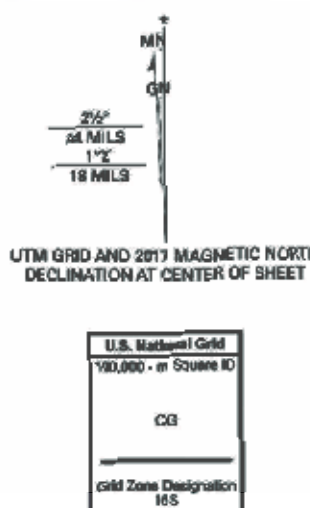 *
MN
GN
2½°
44 MILS
1°2'
18 MILS
UTM GRID AND 2017 MAGNETIC NORTH
DECLINATION AT CENTER OF SHEET
U.S. National Grid
100,000 - m Square ID
CG
Grid Zone Designation
16S